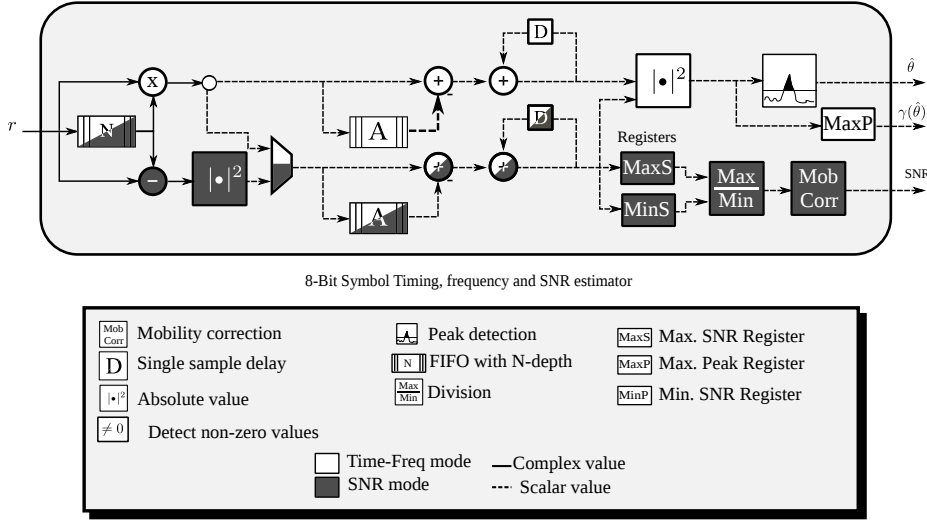 D
X
+
-
+
|•|²
θ̂
r
N
A
D
MaxP
γ(θ̂)
Registers
−
|•|²
+
-
+
MaxS
Max
Min
Mob
Corr
SNR
A
MinS
8-Bit Symbol Timing, frequency and SNR estimator
Mob
Corr
Mobility correction
Peak detection
MaxS
Max. SNR Register
D
Single sample delay
N
FIFO with N-depth
MaxP
Max. Peak Register
|•|²
Absolute value
Max
Min
Division
MinP
Min. SNR Register
≠ 0
Detect non-zero values
Time-Freq mode
Complex value
SNR mode
Scalar value